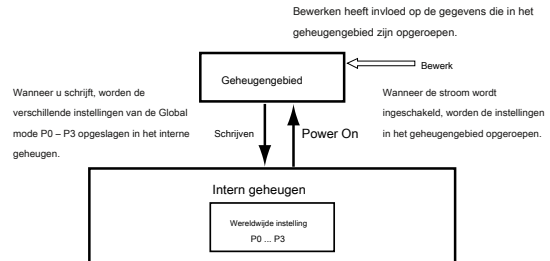 Bewerken heeft invloed op de gegevens die in het
geheugengebied zijn opgeroepen.
Geheugengebied
Bewerk
Wanneer u schrijft, worden de
verschillende instellingen van de Global
mode P0 – P3 opgeslagen in het interne
geheugen.
Schrijven
Power On
Wanneer de stroom wordt
ingeschakeld, worden de instellingen
in het geheugengebied opgeroepen.
Intern geheugen
Wereldwijde instelling
P0 ... P3